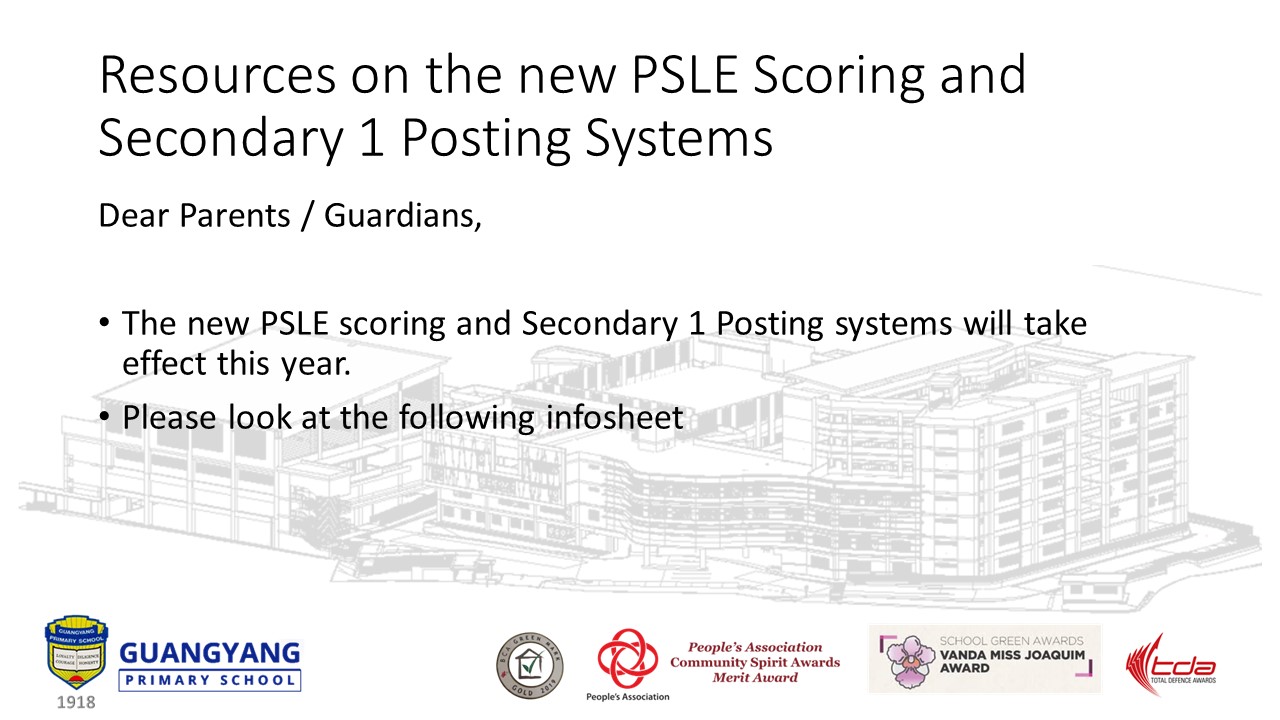 Resources on the new PSLE Scoring and
Secondary 1 Posting Systems
Dear Parents / Guardians,
• The new PSLE scoring and Secondary 1 Posting systems will take
effect this year.
• Please look at the following infosheet
GUANGYANG
PRIMARY SCHOOL
LOYALTY DILIGENCE
COURAGE HONESTY
1918
GUANGYANG
PRIMARY SCHOOL
BCA GREEN MARK
GOLD 2019
People's Association
People's Association
Community Spirit Awards
Merit Award
SCHOOL GREEN AWARDS
VANDA MISS JOAQUIM
AWARD
tda
TOTAL DEFENCE AWARDS